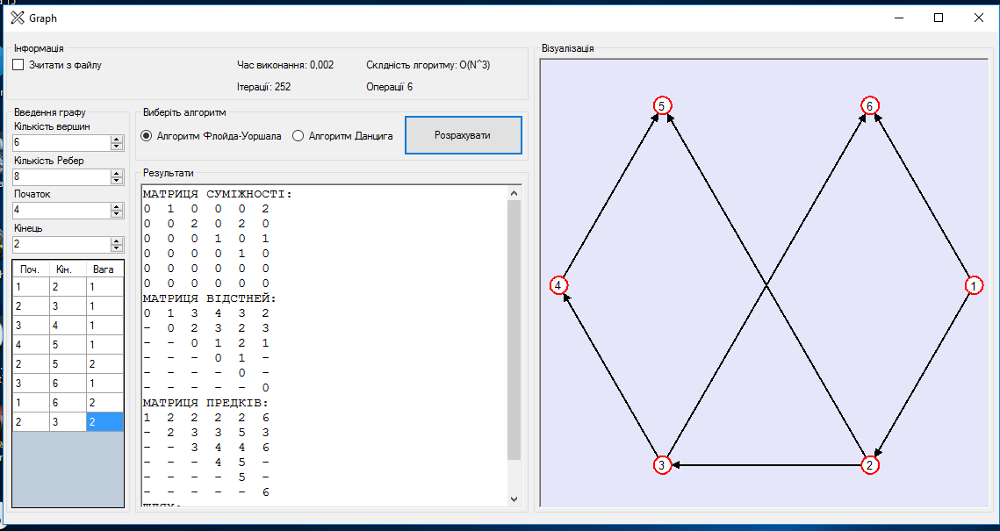 Graph
Інформація
Зчитати з файлу
Час виконання: 0,002
Склдність лгоритму: O(N^3)
Ітерації: 252
Операції 6
Введення графу
Кількість вершин
6
Кількість Ребер
8
Початок
4
Кінець
2
Поч. Кін. Вага
1 2 1
2 3 1
3 4 1
4 5 1
2 5 2
3 6 1
1 6 2
2 3 2
Виберіть алгоритм
Алгоритм Флойда-Уоршала
Алгоритм Данцига
Розрахувати
Результати
МАТРИЦЯ СУМІЖНОСТІ:
0 1 0 0 0 2
0 0 2 0 2 0
0 0 0 1 0 1
0 0 0 0 1 0
0 0 0 0 0 0
0 0 0 0 0 0
МАТРИЦЯ ВІДСТНЕЙ:
0 1 3 4 3 2
- 0 2 3 2 3
- - 0 1 2 1
- - - 0 1 -
- - - - 0 -
- - - - - 0
МАТРИЦЯ ПРЕДКІВ:
1 2 2 2 2 6
- 2 3 3 5 3
- - 3 4 4 6
- - - 4 5 -
- - - - 5 -
- - - - - 6
ШЛЯХ:
Візуалізація
5
6
4
1
3
2